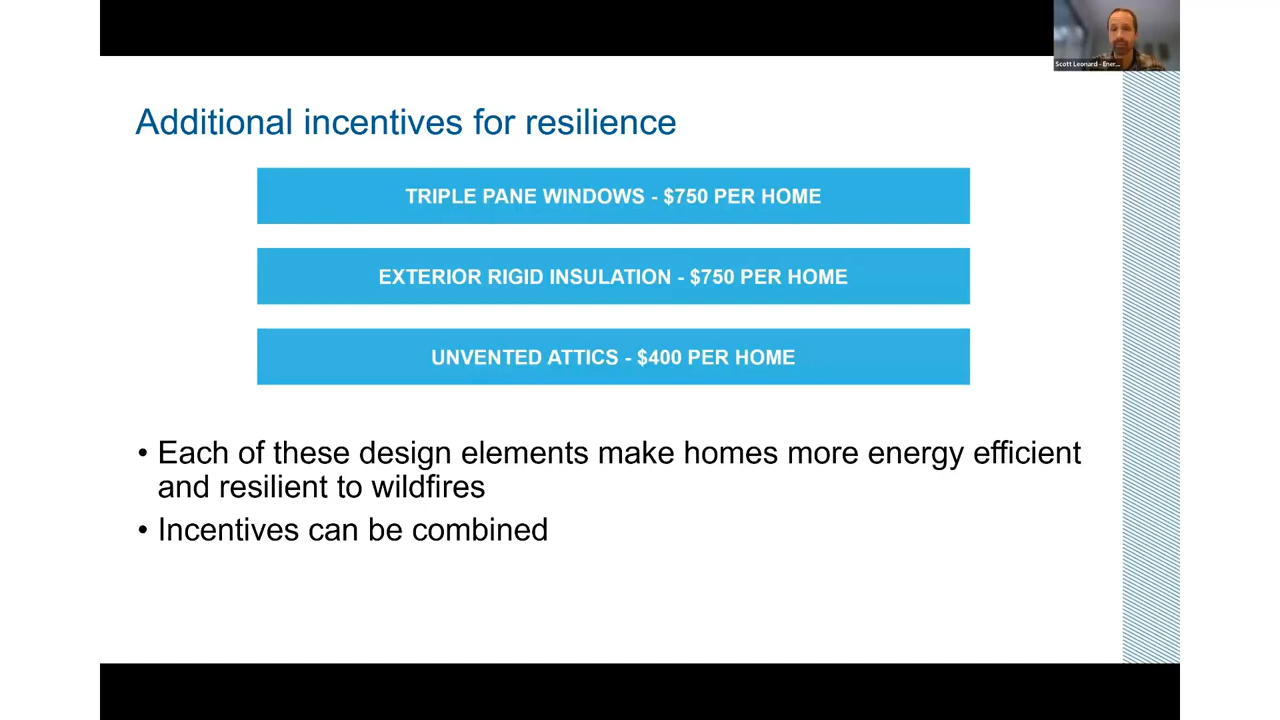 Scott Leonard - Ener...
Additional incentives for resilience
TRIPLE PANE WINDOWS - $750 PER HOME
EXTERIOR RIGID INSULATION - $750 PER HOME
UNVENTED ATTICS - $400 PER HOME
• Each of these design elements make homes more energy efficient
and resilient to wildfires
• Incentives can be combined